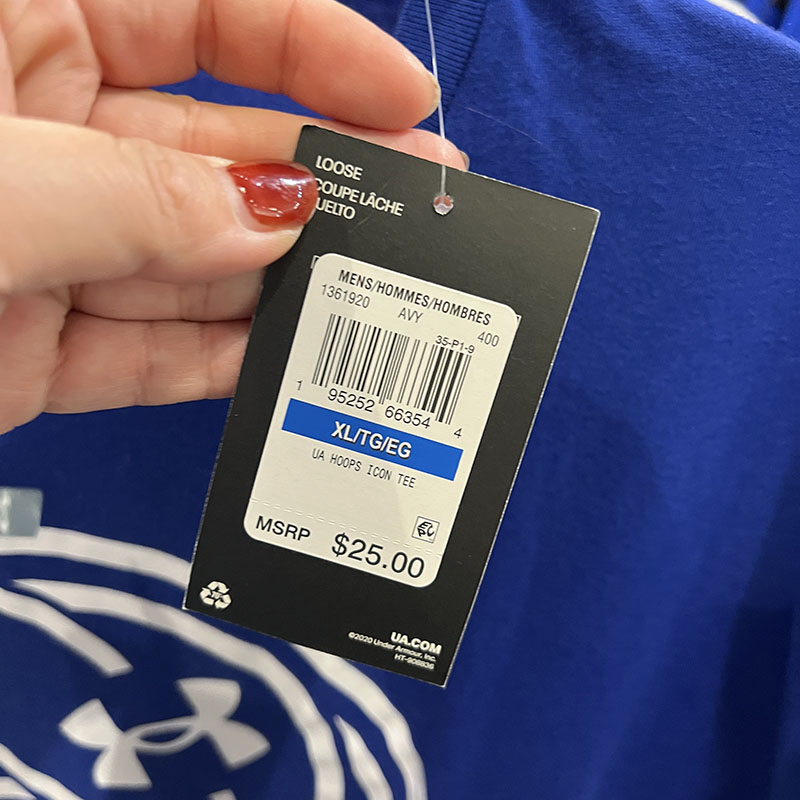 LOOSE
COUPE LÂCHE
UELTO
MENS/HOMMES/HOMBRES
1361920 AVY 400
35-P1-9
1 95252 66354 4
XL/TG/EG
UA HOOPS ICON TEE
MSRP $25.00
UA.COM
©2020 Under Armour, Inc.